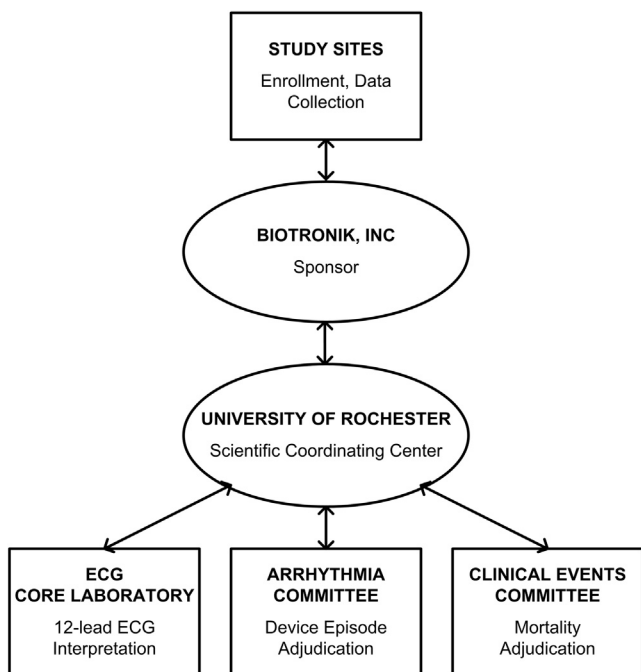 STUDY SITES
Enrollment, Data
Collection
BIOTRONIK, INC
Sponsor
UNIVERSITY OF ROCHESTER
Scientific Coordinating Center
ECG
CORE LABORATORY
12-lead ECG
Interpretation
ARRHYTHMIA
COMMITTEE
Device Episode
Adjudication
CLINICAL EVENTS
COMMITTEE
Mortality
Adjudication